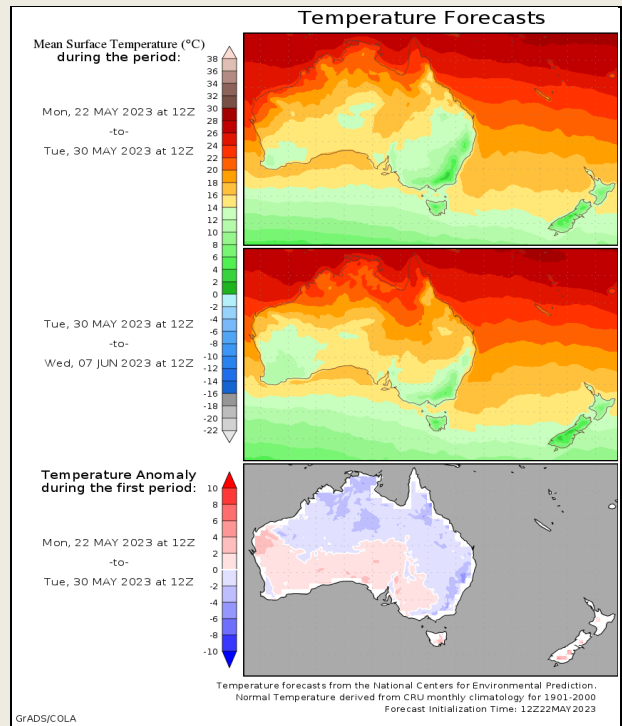 Temperature Forecasts
Mean Surface Temperature (°C)
during the period:
38
36
34
32
30
28
26
24
22
20
18
16
14
12
10
8
6
4
2
0
-2
-4
-6
-8
-10
-12
-14
-16
-18
-20
-22
Mon, 22 MAY 2023 at 12Z
-to-
Tue, 30 MAY 2023 at 12Z
Tue, 30 MAY 2023 at 12Z
-to-
Wed, 07 JUN 2023 at 12Z
Temperature Anomaly
during the first period:
10
8
6
4
2
0
-2
-4
-6
-8
-10
Mon, 22 MAY 2023 at 12Z
-to-
Tue, 30 MAY 2023 at 12Z
Temperature forecasts from the National Centers for Environmental Prediction.
Normal Temperature derived from CRU monthly climatology for 1901-2000
Forecast Initialization Time: 12Z22MAY2023
GrADS/COLA